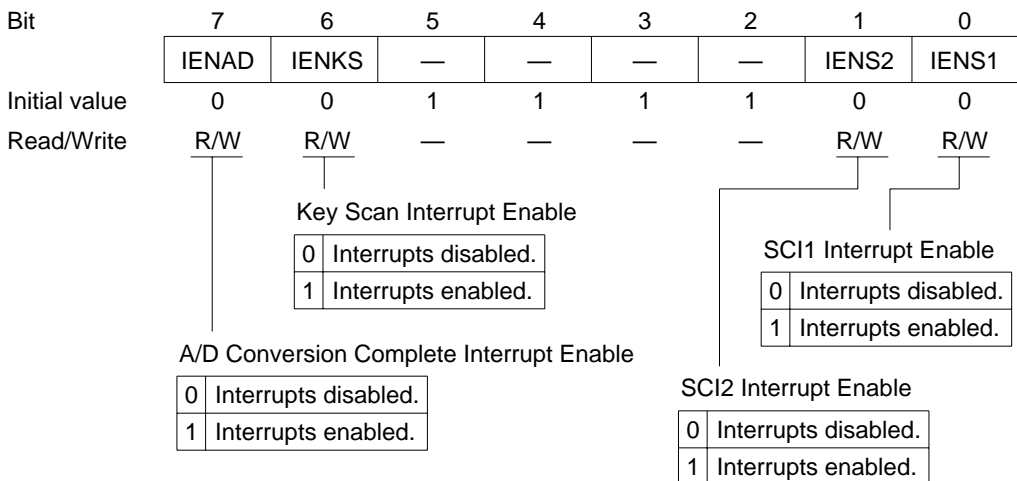 Bit 7 6 5 4 3 2 1 0
IENAD IENKS — — — — IENS2 IENS1
Initial value 0 0 1 1 1 1 0 0
Read/Write R/W R/W — — — — R/W R/W
Key Scan Interrupt Enable
0 Interrupts disabled.
1 Interrupts enabled.
SCI1 Interrupt Enable
0 Interrupts disabled.
1 Interrupts enabled.
A/D Conversion Complete Interrupt Enable
0 Interrupts disabled.
1 Interrupts enabled.
SCI2 Interrupt Enable
0 Interrupts disabled.
1 Interrupts enabled.